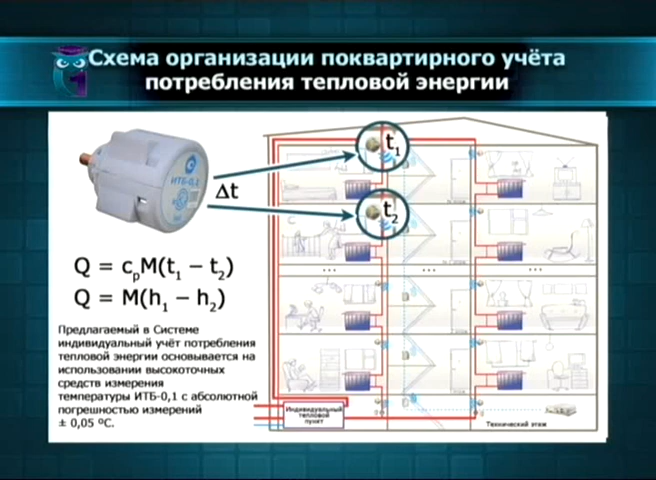 Схема организации поквартирного учёта
потребления тепловой энергии
ИТБ-0,1
Δt
t₁
t₂
Q = cₚM(t₁ − t₂)
Q = M(h₁ − h₂)
Предлагаемый в Системе
индивидуальный учёт потребления
тепловой энергии основывается на
использовании высокоточных
средств измерения
температуры ИТБ-0,1 с абсолютной
погрешностью измерений
± 0,05 ºС.
...
...
...
Индивидуальный
тепловой
пункт
Технический этаж